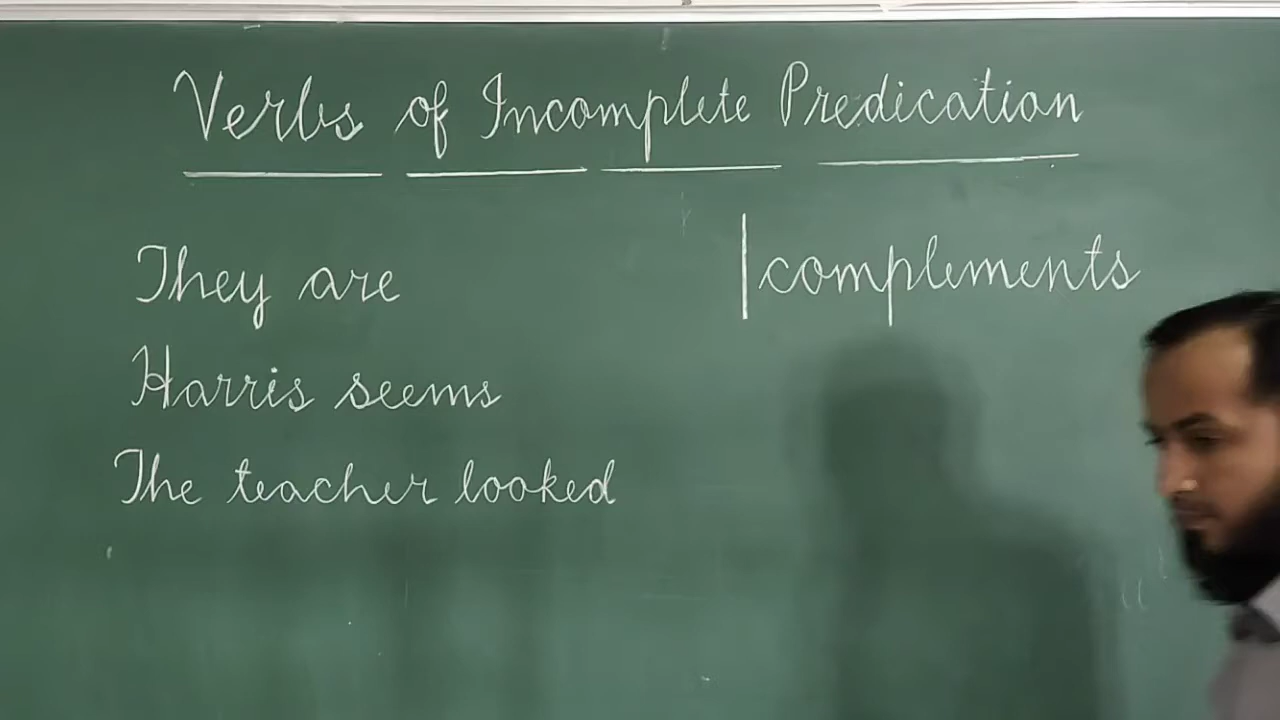 Verbs of Incomplete Predication
They are
complements
Harris seems
The teacher looked